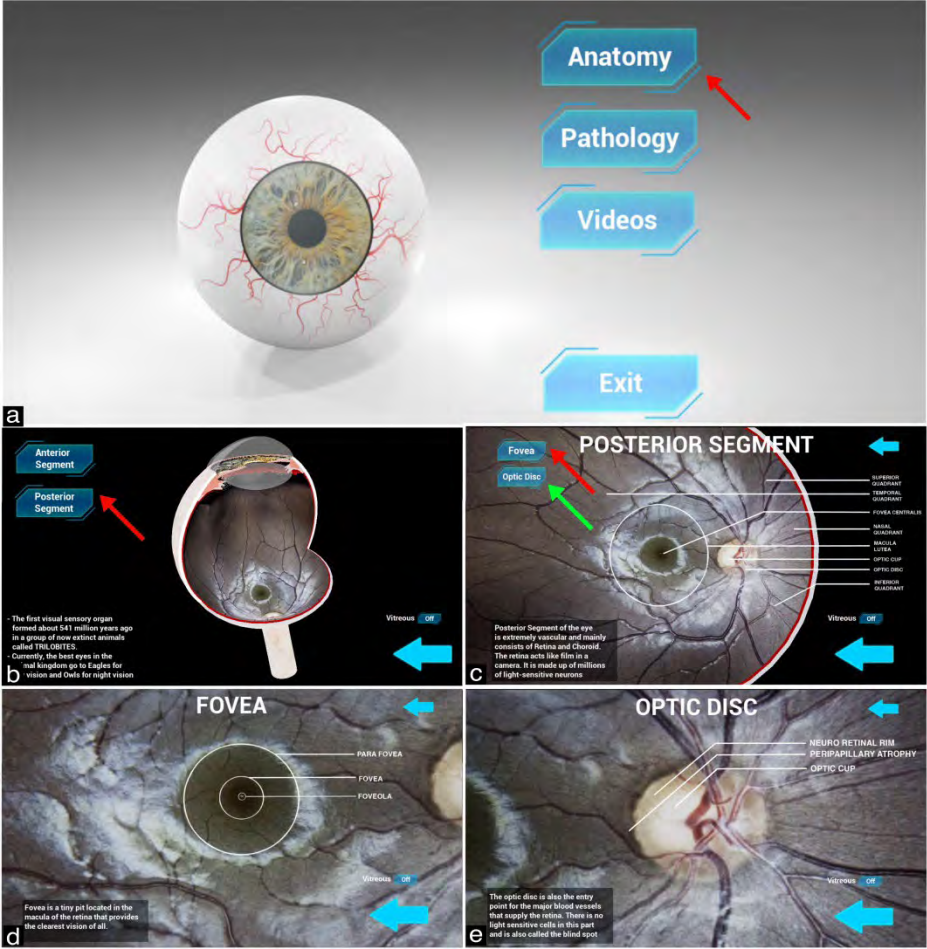 Anatomy
Pathology
Videos
Exit
a
Anterior
Segment
Posterior
Segment
- The first visual sensory organ
formed about 541 million years ago
in a group of now extinct animals
called TRILOBITES.
- Currently, the best eyes in the
mal kingdom go to Eagles for
vision and Owls for night vision
Vitreous Off
b
POSTERIOR SEGMENT
Fovea
Optic Disc
SUPERIOR
QUADRANT
TEMPORAL
QUADRANT
FOVEA CENTRALIS
NASAL
QUADRANT
MACULA
LUTEA
OPTIC CUP
OPTIC DISC
INFERIOR
QUADRANT
Vitreous Off
Posterior Segment of the eye
is extremely vascular and mainly
consists of Retina and Choroid.
The retina acts like film in a
camera. It is made up of millions
of light-sensitive neurons
c
FOVEA
PARA FOVEA
FOVEA
FOVEOLA
Vitreous Off
Fovea is a tiny pit located in the
macula of the retina that provides
the clearest vision of all.
d
OPTIC DISC
NEURO RETINAL RIM
PERIPAPILLARY ATROPHY
OPTIC CUP
Vitreous Off
The optic disc is also the entry
point for the major blood vessels
that supply the retina. There is no
light sensitive cells in this part
and is also called the blind spot
e